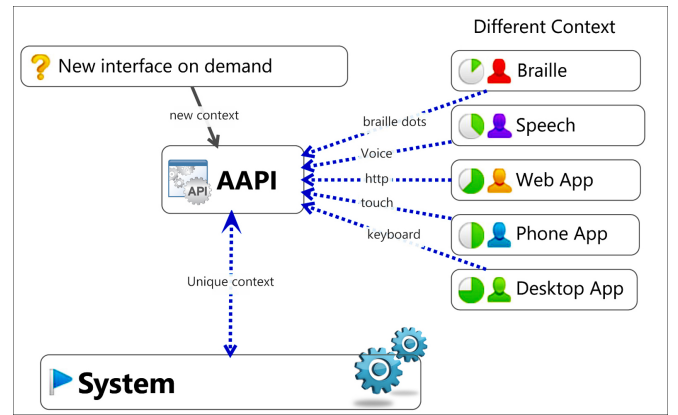 Different Context
? New interface on demand
Braille
new context
braille dots
Speech
Voice
API
AAPI
http
Web App
touch
Phone App
keyboard
Desktop App
Unique context
System